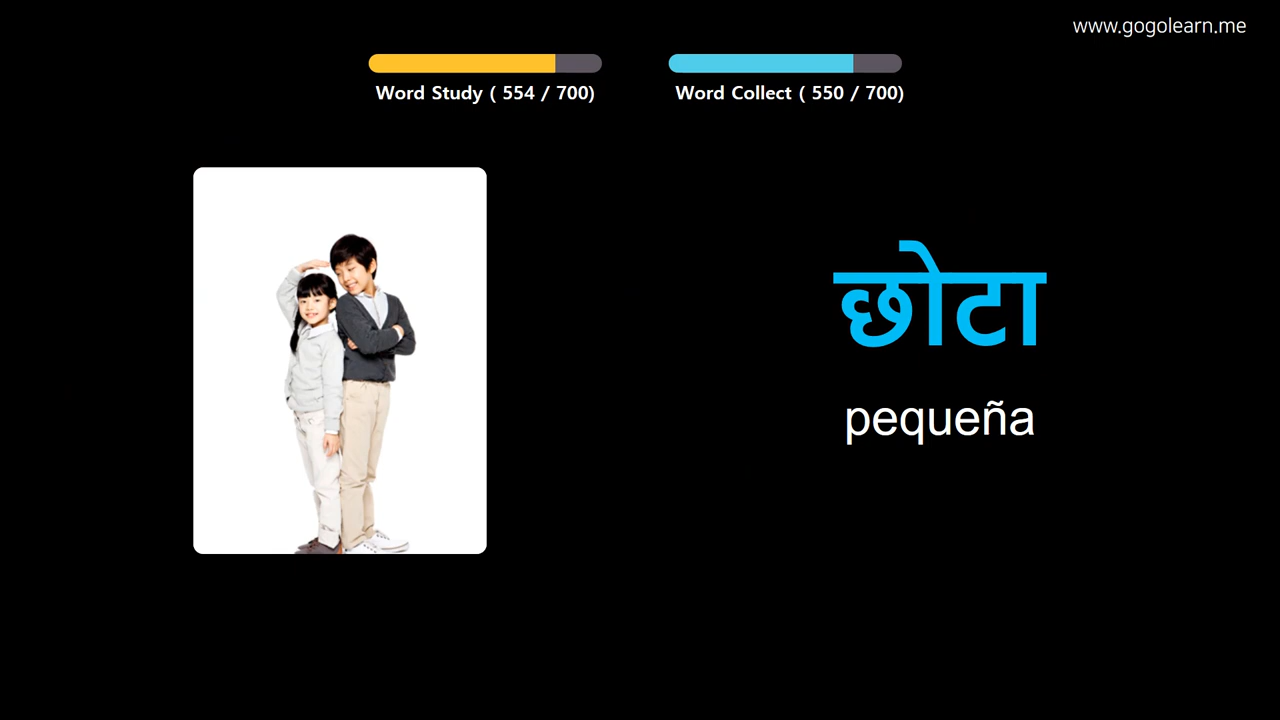 www.gogolearn.me
Word Study ( 554 / 700)
Word Collect ( 550 / 700)
छोटा
pequeña